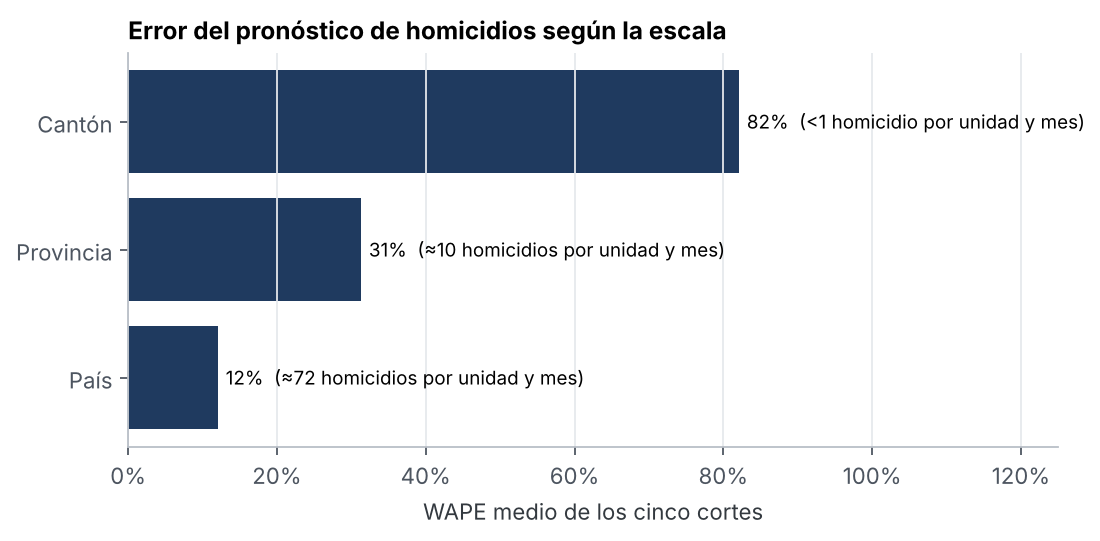 Error del pronóstico de homicidios según la escala
Cantón
82% (<1 homicidio por unidad y mes)
Provincia
31% (≈10 homicidios por unidad y mes)
País
12% (≈72 homicidios por unidad y mes)
0% 20% 40% 60% 80% 100% 120%
WAPE medio de los cinco cortes